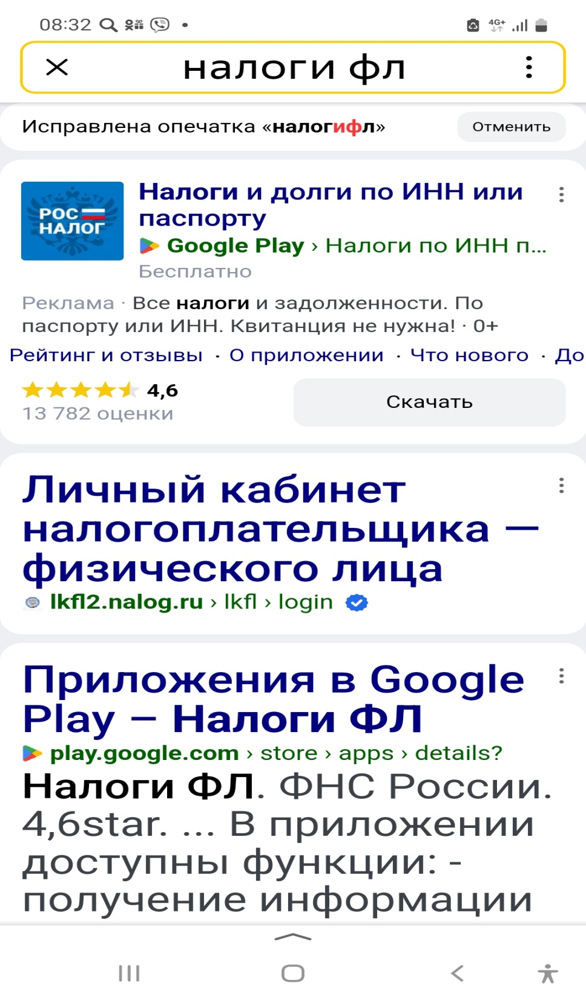 08:32
4G+
налоги фл
Исправлена опечатка «налогифл»
Отменить
РОС
НАЛОГ
Налоги и долги по ИНН или
паспорту
Google Play › Налоги по ИНН п...
Бесплатно
Реклама · Все налоги и задолженности. По
паспорту или ИНН. Квитанция не нужна! · 0+
Рейтинг и отзывы · О приложении · Что нового · До
4,6
13 782 оценки
Скачать
Личный кабинет
налогоплательщика —
физического лица
lkfl2.nalog.ru › lkfl › login
Приложения в Google
Play – Налоги ФЛ
play.google.com › store › apps › details?
Налоги ФЛ. ФНС России.
4,6star. ... В приложении
доступны функции: -
получение информации